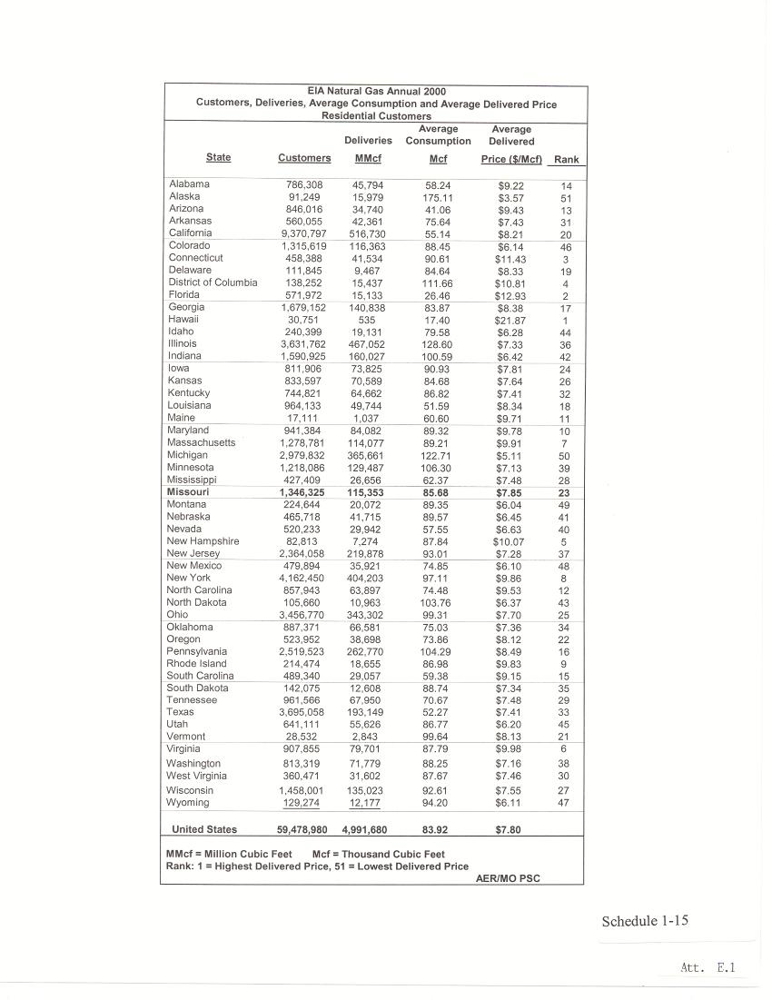 EIA Natural Gas Annual 2000
Customers, Deliveries, Average Consumption and Average Delivered Price
Residential Customers
Average Average
Deliveries Consumption Delivered
State Customers MMcf Mcf Price ($/Mcf) Rank
Alabama 786,308 45,794 58.24 $9.22 14
Alaska 91,249 15,979 175.11 $3.57 51
Arizona 846,016 34,740 41.06 $9.43 13
Arkansas 560,055 42,361 75.64 $7.43 31
California 9,370,797 516,730 55.14 $8.21 20
Colorado 1,315,619 116,363 88.45 $6.14 46
Connecticut 458,388 41,534 90.61 $11.43 3
Delaware 111,845 9,467 84.64 $8.33 19
District of Columbia 138,252 15,437 111.66 $10.81 4
Florida 571,972 15,133 26.46 $12.93 2
Georgia 1,679,152 140,838 83.87 $8.38 17
Hawaii 30,751 535 17.40 $21.87 1
Idaho 240,399 19,131 79.58 $6.28 44
Illinois 3,631,762 467,052 128.60 $7.33 36
Indiana 1,590,925 160,027 100.59 $6.42 42
Iowa 811,906 73,825 90.93 $7.81 24
Kansas 833,597 70,589 84.68 $7.64 26
Kentucky 744,821 64,662 86.82 $7.41 32
Louisiana 964,133 49,744 51.59 $8.34 18
Maine 17,111 1,037 60.60 $9.71 11
Maryland 941,384 84,082 89.32 $9.78 10
Massachusetts 1,278,781 114,077 89.21 $9.91 7
Michigan 2,979,832 365,661 122.71 $5.11 50
Minnesota 1,218,086 129,487 106.30 $7.13 39
Mississippi 427,409 26,656 62.37 $7.48 28
Missouri 1,346,325 115,353 85.68 $7.85 23
Montana 224,644 20,072 89.35 $6.04 49
Nebraska 465,718 41,715 89.57 $6.45 41
Nevada 520,233 29,942 57.55 $6.63 40
New Hampshire 82,813 7,274 87.84 $10.07 5
New Jersey 2,364,058 219,878 93.01 $7.28 37
New Mexico 479,894 35,921 74.85 $6.10 48
New York 4,162,450 404,203 97.11 $9.86 8
North Carolina 857,943 63,897 74.48 $9.53 12
North Dakota 105,660 10,963 103.76 $6.37 43
Ohio 3,456,770 343,302 99.31 $7.70 25
Oklahoma 887,371 66,581 75.03 $7.36 34
Oregon 523,952 38,698 73.86 $8.12 22
Pennsylvania 2,519,523 262,770 104.29 $8.49 16
Rhode Island 214,474 18,655 86.98 $9.83 9
South Carolina 489,340 29,057 59.38 $9.15 15
South Dakota 142,075 12,608 88.74 $7.34 35
Tennessee 961,566 67,950 70.67 $7.48 29
Texas 3,695,058 193,149 52.27 $7.41 33
Utah 641,111 55,626 86.77 $6.20 45
Vermont 28,532 2,843 99.64 $8.13 21
Virginia 907,855 79,701 87.79 $9.98 6
Washington 813,319 71,779 88.25 $7.16 38
West Virginia 360,471 31,602 87.67 $7.46 30
Wisconsin 1,458,001 135,023 92.61 $7.55 27
Wyoming 129,274 12,177 94.20 $6.11 47
United States 59,478,980 4,991,680 83.92 $7.80
MMcf = Million Cubic Feet Mcf = Thousand Cubic Feet
Rank: 1 = Highest Delivered Price, 51 = Lowest Delivered Price
AER/MO PSC
Schedule 1-15
Att. E.1